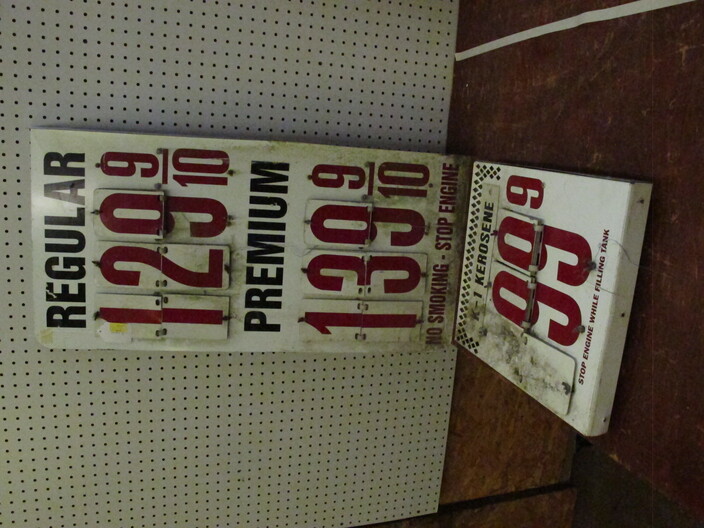 REGULAR
129 9/10
PREMIUM
139 9/10
NO SMOKING - STOP ENGINE
KEROSENE
99 9
STOP ENGINE WHILE FILLING TANK